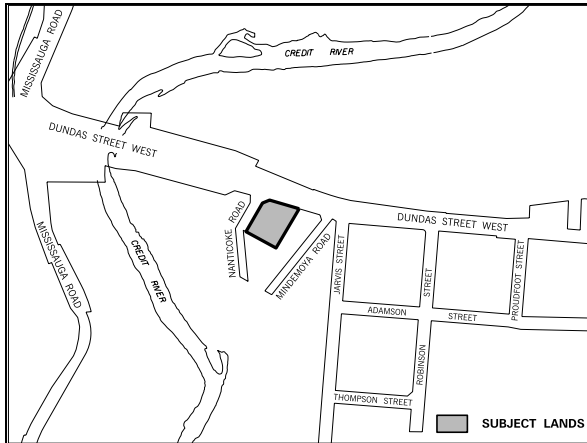 MISSISSAUGA ROAD
CREDIT RIVER
DUNDAS STREET WEST
NANTICOKE ROAD
MINDEMOYA ROAD
DUNDAS STREET WEST
MISSISSAUGA ROAD
CREDIT RIVER
JARVIS STREET
STREET
ROBINSON
PROUDFOOT STREET
ADAMSON STREET
THOMPSON STREET
SUBJECT LANDS